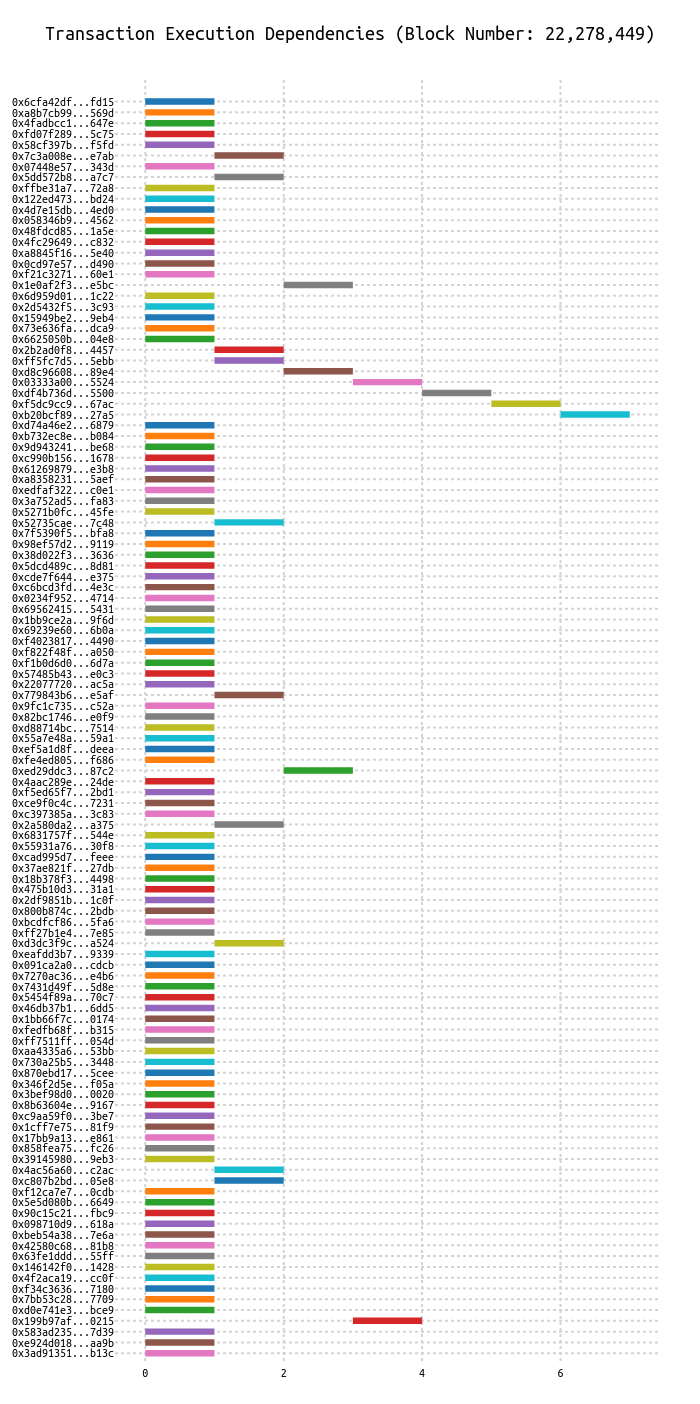 Transaction Execution Dependencies (Block Number: 22,278,449)
0x6cfa42df...fd15
0xa8b7cb99...569d
0x4fadbcc1...647e
0xfd07f289...5c75
0x58cf397b...f5fd
0x7c3a008e...e7ab
0x07448e57...343d
0x5dd572b8...a7c7
0xffbe31a7...72a8
0x122ed473...bd24
0x4d7e15db...4ed0
0x058346b9...4562
0x48fdcd85...1a5e
0x4fc29649...c832
0xa8845f16...5e40
0x0cd97e57...d490
0xf21c3271...60e1
0x1e0af2f3...e5bc
0x6d959d01...1c22
0x2d5432f5...3c93
0x15949be2...9eb4
0x73e636fa...dca9
0x6625050b...04e8
0x2b2ad0f8...4457
0xff5fc7d5...5ebb
0xd8c96608...89e4
0x03333a00...5524
0xdf4b736d...5500
0xf5dc9cc9...67ac
0xb20bcf89...27a5
0xd74a46e2...6879
0xb732ec8e...b084
0x9d943241...be68
0xc990b156...1678
0x61269879...e3b8
0xa8358231...5aef
0xedfaf322...c0e1
0x3a752ad5...fa83
0x5271b0fc...45fe
0x52735cae...7c48
0x7f5390f5...bfa8
0x98ef57d2...9119
0x38d022f3...3636
0x5dcd489c...8d81
0xcde7f644...e375
0xc6bcd3fd...4e3c
0x0234f952...4714
0x69562415...5431
0x1bb9ce2a...9f6d
0x69239e60...6b0a
0xf4023817...4490
0xf822f48f...a050
0xf1b0d6d0...6d7a
0x57485b43...e0c3
0x22077720...ac5a
0x779843b6...e5af
0x9fc1c735...c52a
0x82bc1746...e0f9
0xd88714bc...7514
0x55a7e48a...59a1
0xef5a1d8f...deea
0xfe4ed805...f686
0xed29ddc3...87c2
0x4aac289e...24de
0xf5ed65f7...2bd1
0xce9f0c4c...7231
0xc397385a...3c83
0x2a580da2...a375
0x6831757f...544e
0x55931a76...30f8
0xcad995d7...feee
0x37ae821f...27db
0x18b378f3...4498
0x475b10d3...31a1
0x2df9851b...1c0f
0x800b874c...2bdb
0xbcdfcf86...5fa6
0xff27b1e4...7e85
0xd3dc3f9c...a524
0xeafdd3b7...9339
0x091ca2a0...cdcb
0x7270ac36...e4b6
0x7431d49f...5d8e
0x5454f89a...70c7
0x46db37b1...6dd5
0x1bb66f7c...0174
0xfedfb68f...b315
0xff7511ff...054d
0xaa4335a6...53bb
0x730a25b5...3448
0x870ebd17...5cee
0x346f2d5e...f05a
0x3bef98d0...0020
0x8b63604e...9167
0xc9aa59f0...3be7
0x1cff7e75...81f9
0x17bb9a13...e861
0x858fea75...fc26
0x39145980...9eb3
0x4ac56a60...c2ac
0xc807b2bd...05e8
0xf12ca7e7...0cdb
0x5e5d080b...6649
0x90c15c21...fbc9
0x098710d9...618a
0xbeb54a38...7e6a
0x42580c68...81b8
0x63fe1ddd...55ff
0x146142f0...1428
0x4f2aca19...cc0f
0xf34c3636...7180
0x7bb53c28...7709
0xd0e741e3...bce9
0x199b97af...0215
0x583ad235...7d39
0xe924d018...aa9b
0x3ad91351...b13c
0 2 4 6